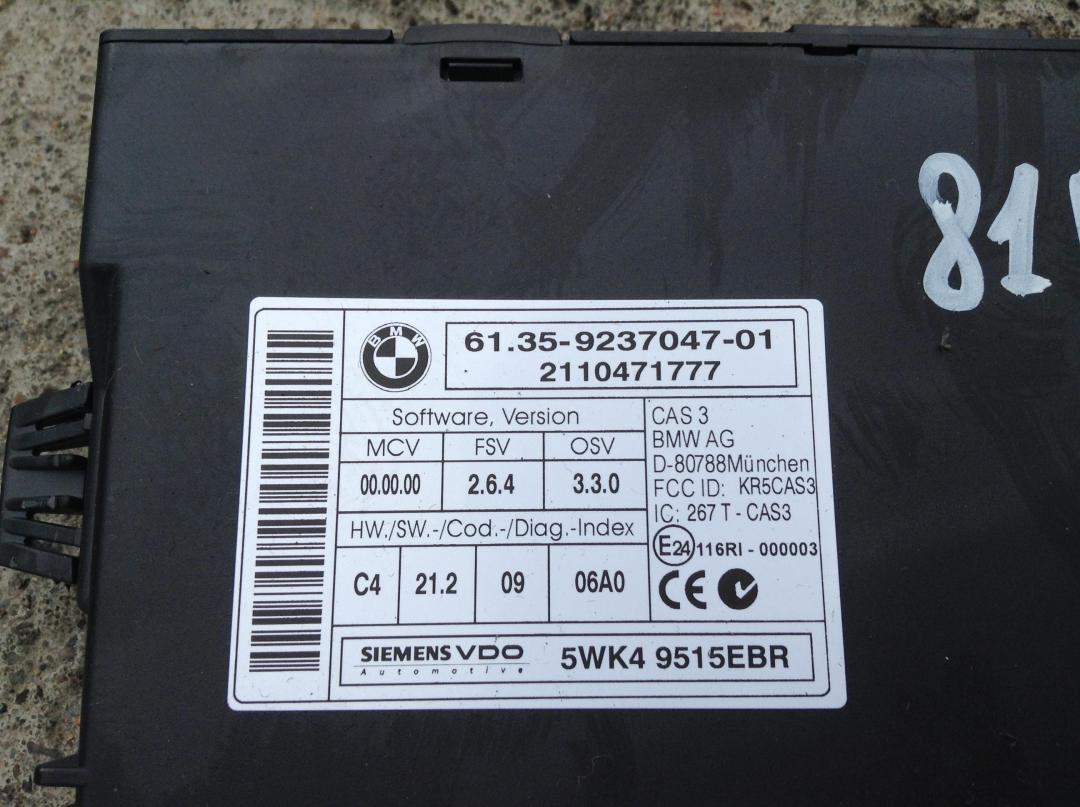 81
BMW
61.35-9237047-01
2110471777
Software, Version
MCV FSV OSV
00.00.00 2.6.4 3.3.0
HW./SW.-/Cod.-/Diag.-Index
C4 21.2 09 06A0
CAS 3
BMW AG
D-80788München
FCC ID: KR5CAS3
IC: 267 T - CAS3
E24 116RI - 000003
CE
SIEMENS VDO
Automotive
5WK4 9515EBR